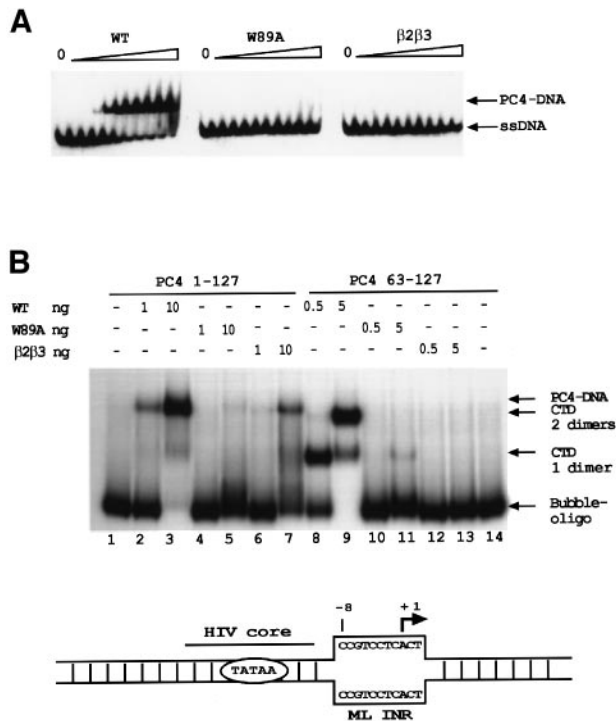 A
WT W89A β2β3
0 0 0
PC4-DNA
ssDNA
B
PC4 1-127 PC4 63-127
WT ng - 1 10 - - - - 0.5 5 - - - - -
W89A ng - - - 1 10 - - - - 0.5 5 - - -
β2β3 ng - - - - - 1 10 - - - - 0.5 5 -
PC4-DNA
CTD
2 dimers
CTD
1 dimer
Bubble-
oligo
1 2 3 4 5 6 7 8 9 10 11 12 13 14
-8 +1
HIV core
CCGTCCTCACT
TATAA
CCGTCCTCACT
ML INR